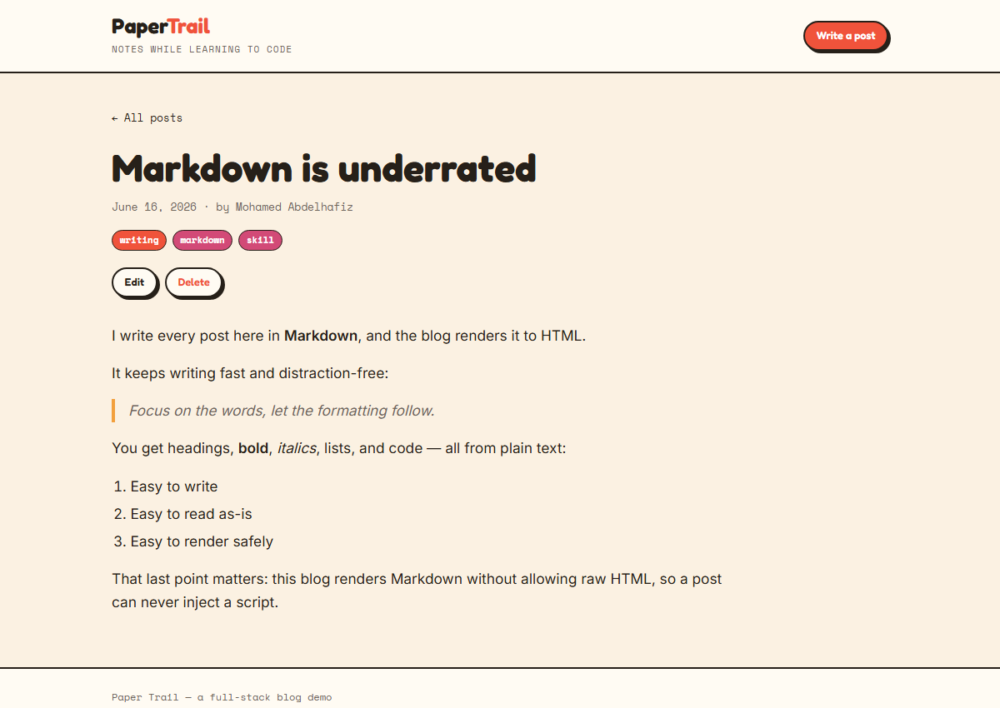 PaperTrail
NOTES WHILE LEARNING TO CODE
Write a post
← All posts
Markdown is underrated
June 16, 2026 · by Mohamed Abdelhafiz
writing markdown skill
Edit Delete
I write every post here in Markdown, and the blog renders it to HTML.
It keeps writing fast and distraction-free:
Focus on the words, let the formatting follow.
You get headings, bold, italics, lists, and code — all from plain text:
1. Easy to write
2. Easy to read as-is
3. Easy to render safely
That last point matters: this blog renders Markdown without allowing raw HTML, so a post
can never inject a script.
Paper Trail — a full-stack blog demo